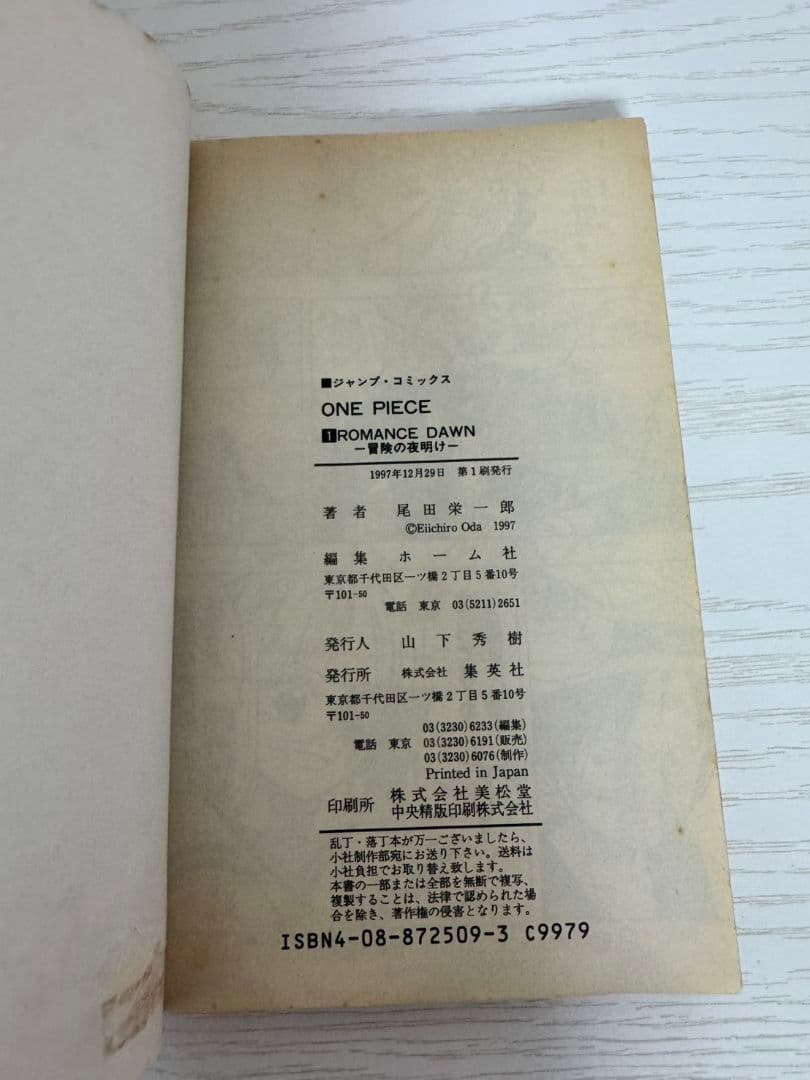 ■ジャンプ・コミックス
ONE PIECE
1 ROMANCE DAWN
―冒険の夜明け―
1997年12月29日 第1刷発行
著者 尾田栄一郎
©Eiichiro Oda 1997
編集 ホーム社
東京都千代田区一ツ橋2丁目5番10号
〒101-50
電話 東京 03(5211)2651
発行人 山下秀樹
発行所 株式会社 集英社
東京都千代田区一ツ橋2丁目5番10号
〒101-50
03(3230)6233(編集)
電話 東京 03(3230)6191(販売)
03(3230)6076(制作)
Printed in Japan
印刷所 株式会社美松堂
中央精版印刷株式会社
乱丁・落丁本が万一ございましたら、
小社制作部宛にお送り下さい。送料は
小社負担でお取り替え致します。
本書の一部または全部を無断で複写、
複製することは、法律で認められた場
合を除き、著作権の侵害となります。
ISBN4-08-872509-3 C9979